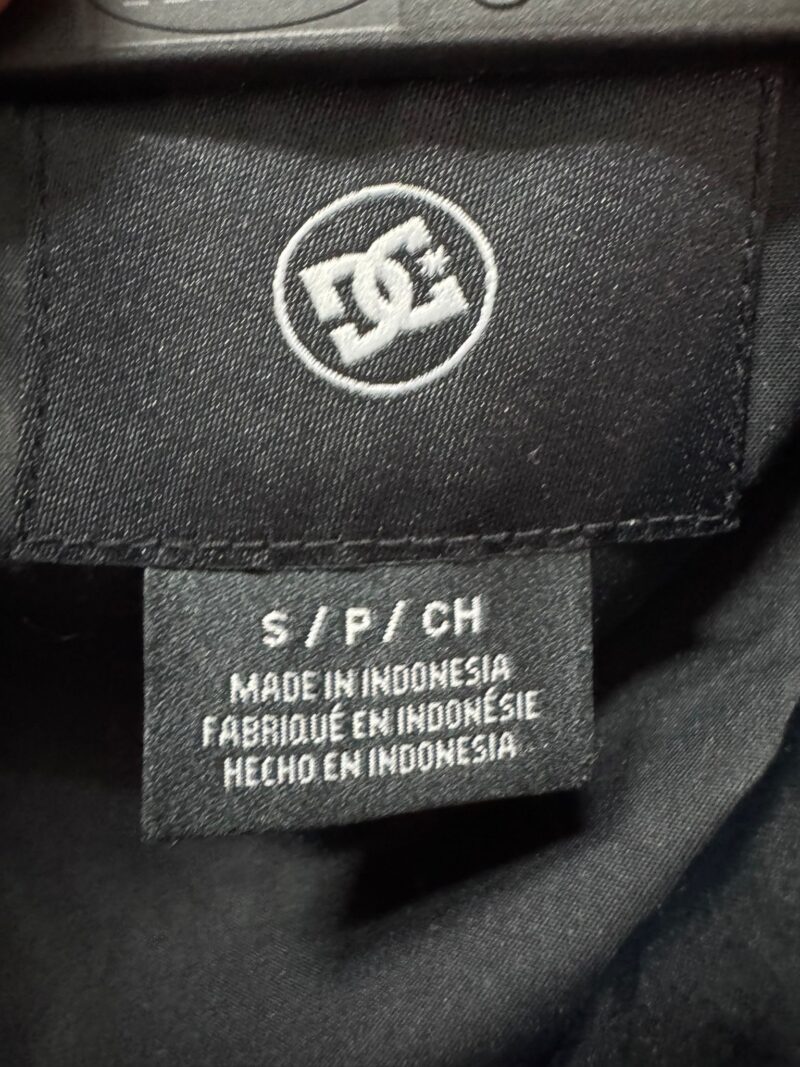 DC
S / P / CH
MADE IN INDONESIA
FABRIQUÉ EN INDONÉSIE
HECHO EN INDONESIA